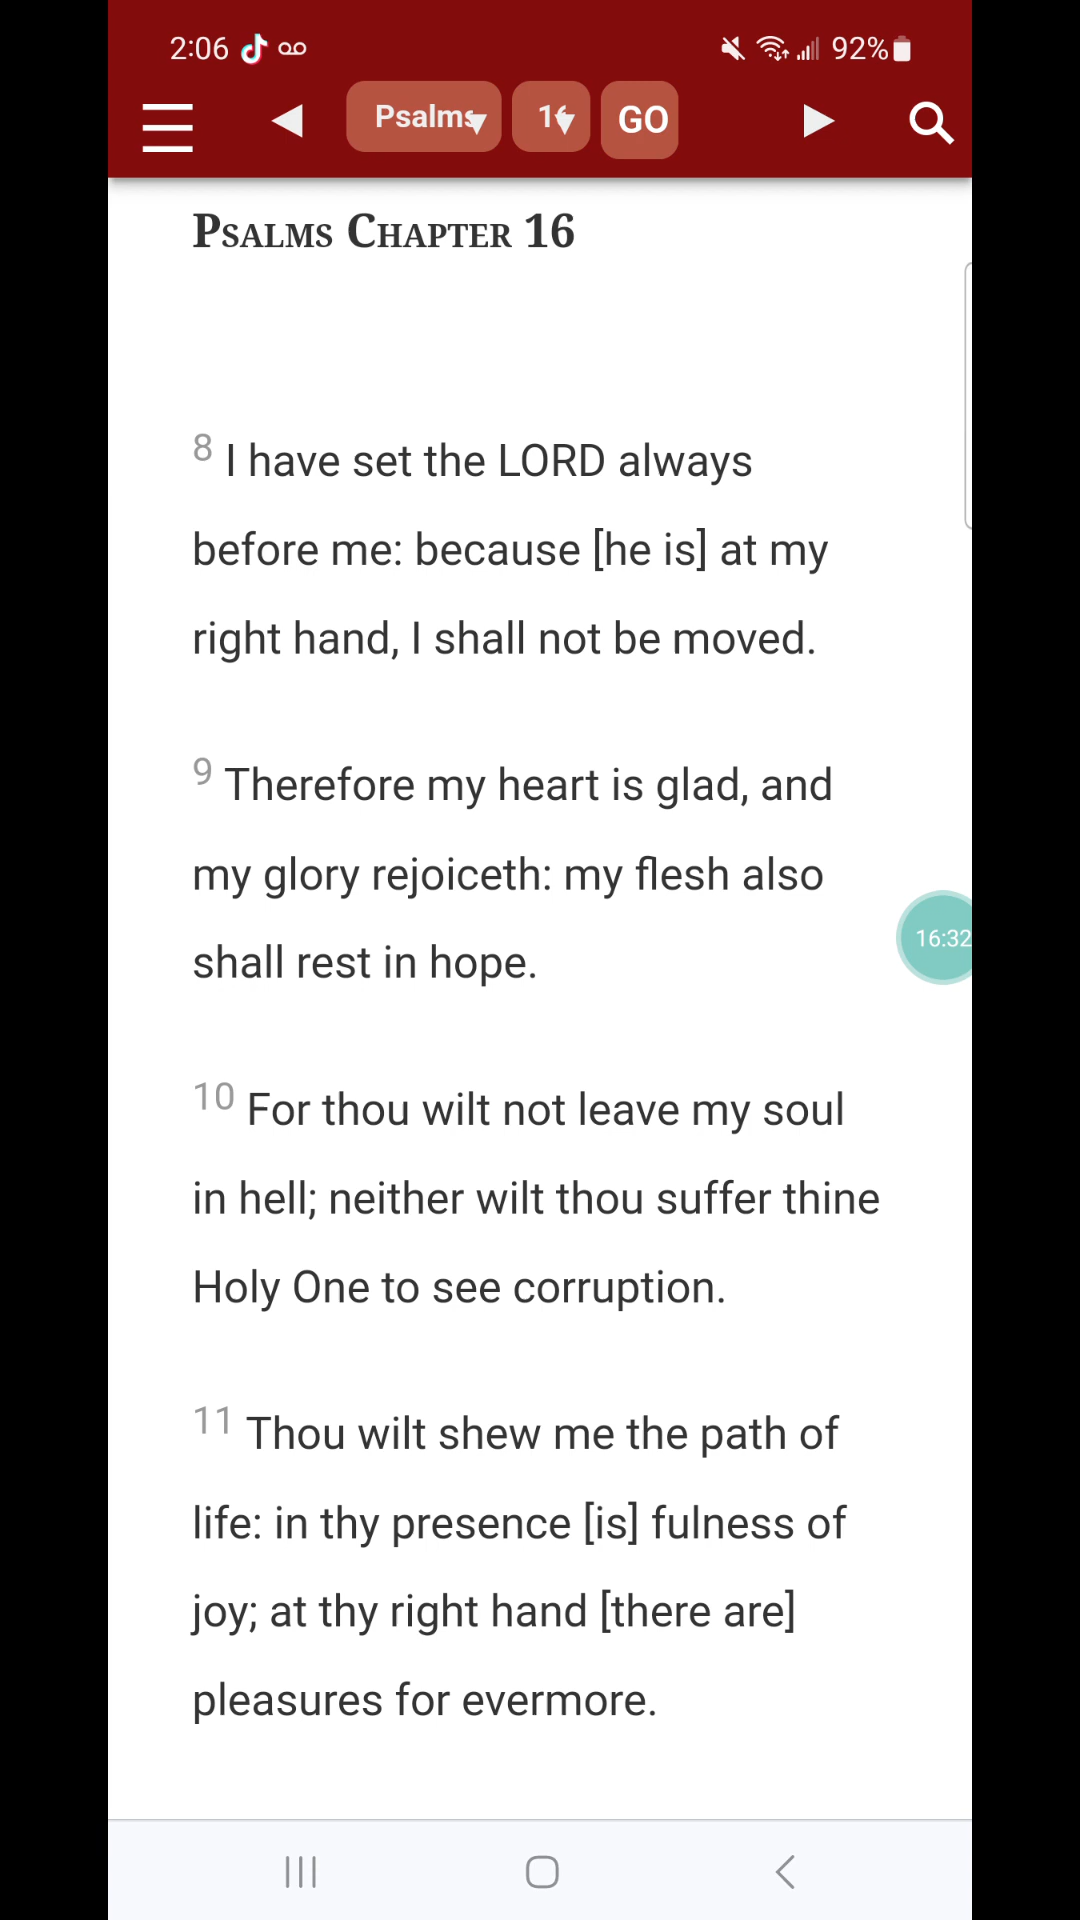 2:06 92%
Psalms 16 GO
Psalms Chapter 16
8 I have set the LORD always
before me: because [he is] at my
right hand, I shall not be moved.
9 Therefore my heart is glad, and
my glory rejoiceth: my flesh also
shall rest in hope.
16:32
10 For thou wilt not leave my soul
in hell; neither wilt thou suffer thine
Holy One to see corruption.
11 Thou wilt shew me the path of
life: in thy presence [is] fulness of
joy; at thy right hand [there are]
pleasures for evermore.